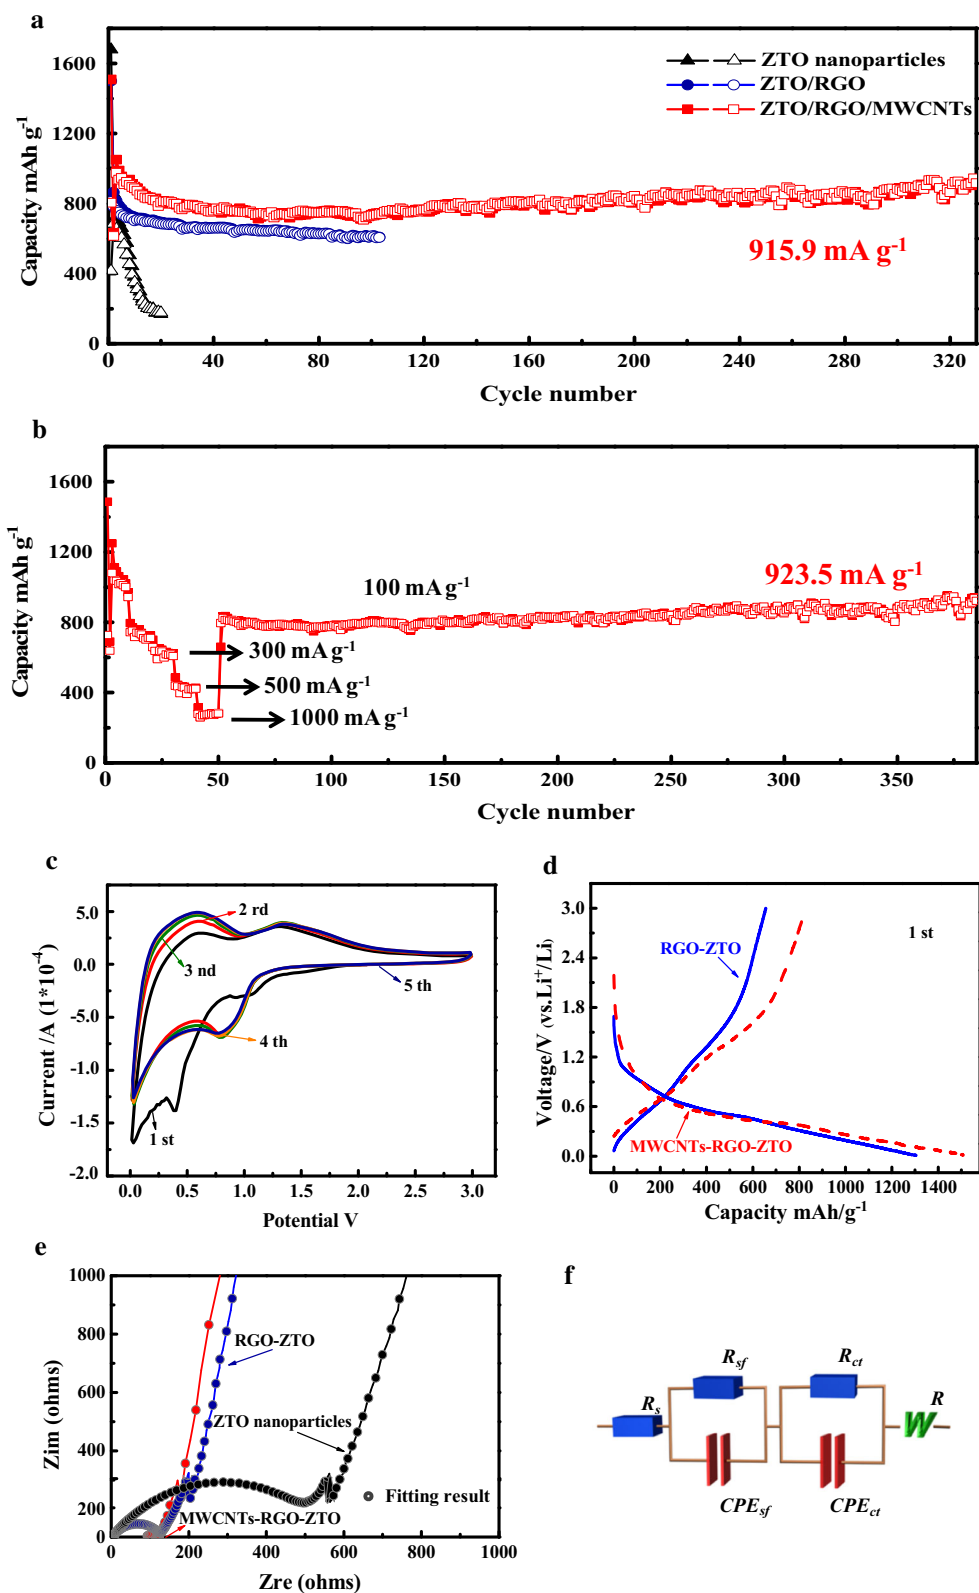 a
ZTO nanoparticles
ZTO/RGO
ZTO/RGO/MWCNTs
915.9 mA g⁻¹
Capacity mAh g⁻¹
1600
1200
800
400
0
0 40 80 120 160 200 240 280 320
Cycle number
b
923.5 mA g⁻¹
100 mA g⁻¹
300 mA g⁻¹
500 mA g⁻¹
1000 mA g⁻¹
Capacity mAh g⁻¹
1600
1200
800
400
0
0 50 100 150 200 250 300 350
Cycle number
c
2 rd
3 nd
5 th
4 th
1 st
Current /A (1*10⁻⁴)
5.0
2.5
0.0
-2.5
-5.0
-7.5
-1.0
-1.5
-2.0
0.0 0.5 1.0 1.5 2.0 2.5 3.0
Potential V
d
1 st
RGO-ZTO
MWCNTs-RGO-ZTO
Voltage/V (vs.Li⁺/Li)
3.0
2.4
1.8
1.2
0.6
0.0
0 200 400 600 800 1000 1200 1400
Capacity mAh/g⁻¹
e
RGO-ZTO
ZTO nanoparticles
Fitting result
MWCNTs-RGO-ZTO
Zim (ohms)
1000
800
600
400
200
0
0 200 400 600 800 1000
Zre (ohms)
f
Rsf
Rct
Rs
R
W
CPEsf
CPEct